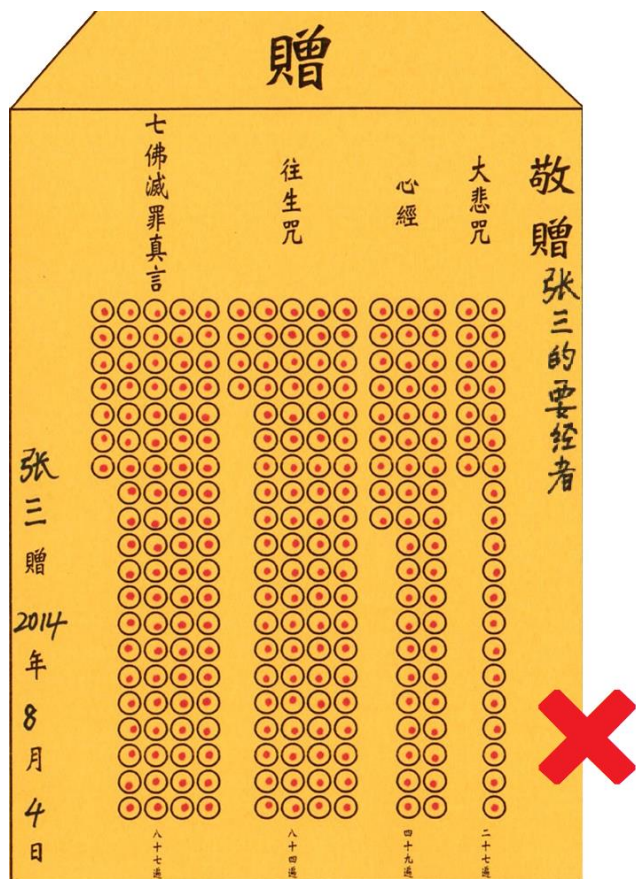 贈
敬贈张三的要经者
大悲咒
二十七遍
心經
四十九遍
往生咒
八十四遍
七佛滅罪真言
八十七遍
张三贈2014年8月4日